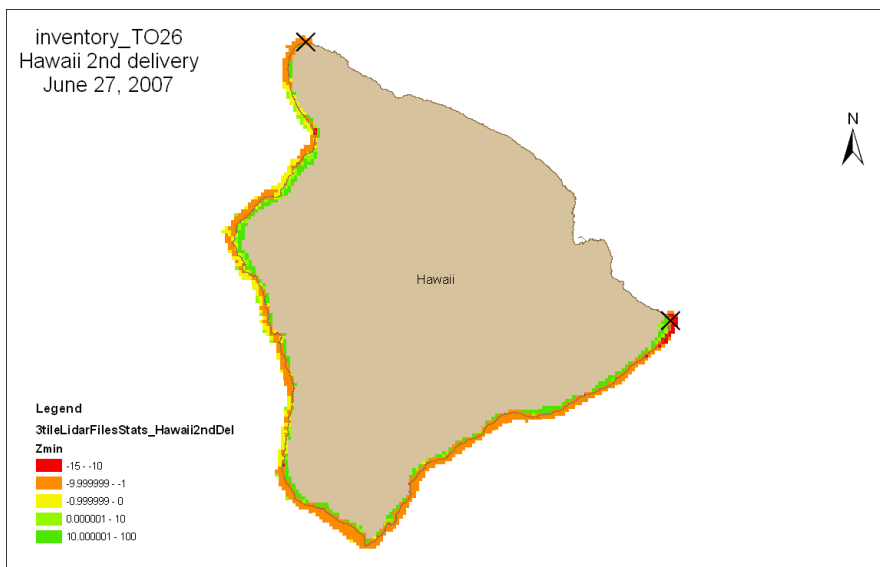 inventory_TO26
Hawaii 2nd delivery
June 27, 2007
N
Hawaii
Legend
3tileLidarFilesStats_Hawaii2ndDel
Zmin
-15 - -10
-9.999999 - -1
-0.999999 - 0
0.000001 - 10
10.000001 - 100